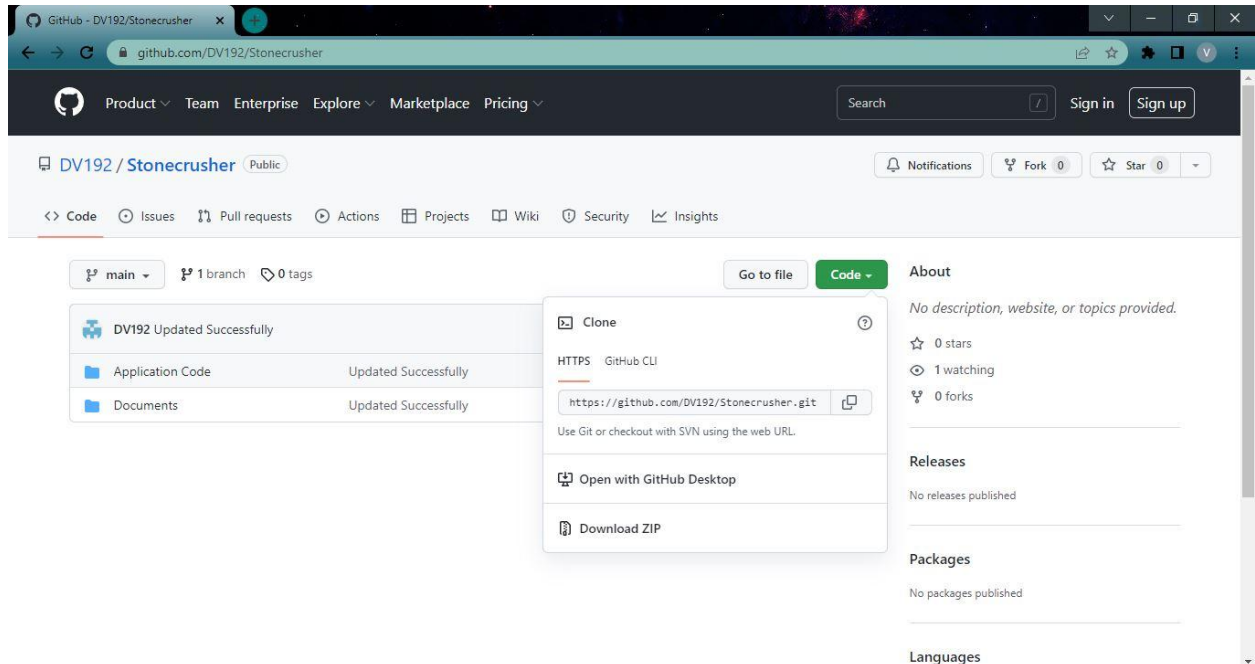 GitHub - DV192/Stonecrusher
github.com/DV192/Stonecrusher
V
Product Team Enterprise Explore Marketplace Pricing Search / Sign in Sign up
DV192 / Stonecrusher Public Notifications Fork 0 Star 0
<> Code Issues Pull requests Actions Projects Wiki Security Insights
main 1 branch 0 tags Go to file Code
DV192 Updated Successfully
Application Code Updated Successfully
Documents Updated Successfully
Clone
HTTPS GitHub CLI
https://github.com/DV192/Stonecrusher.git
Use Git or checkout with SVN using the web URL.
Open with GitHub Desktop
Download ZIP
About
No description, website, or topics provided.
0 stars
1 watching
0 forks
Releases
No releases published
Packages
No packages published
Languages